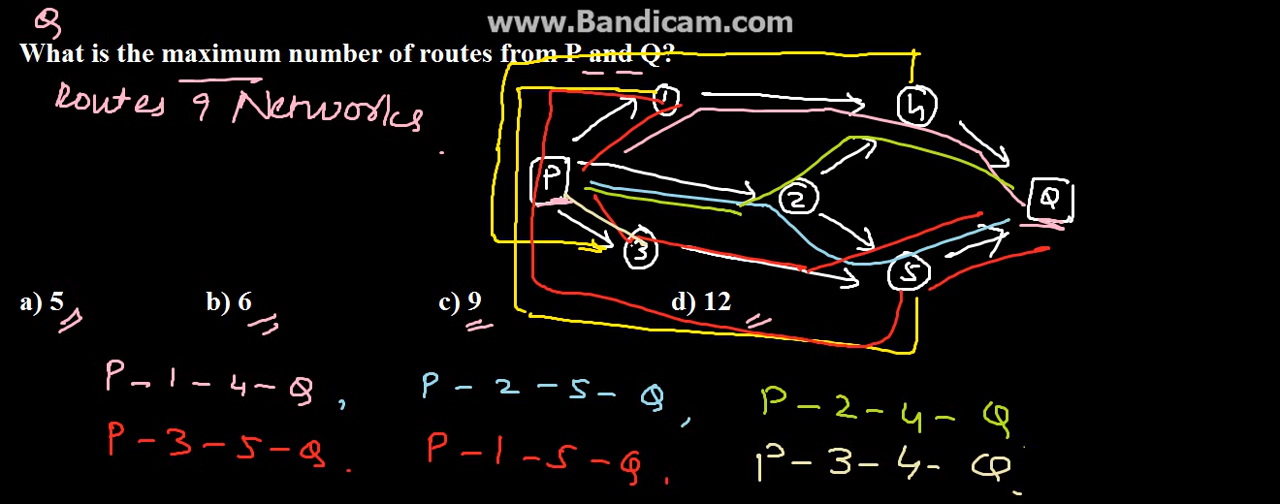 www.Bandicam.com
Q
What is the maximum number of routes from P and Q?
Routes 9 Networks.
1
4
P
2
Q
3
5
a) 5 b) 6 c) 9 d) 12
P - 1 - 4 - Q , P - 2 - 5 - Q , P - 2 - 4 - Q
P - 3 - 5 - Q . P - 1 - 5 - Q . P - 3 - 4 - Q .